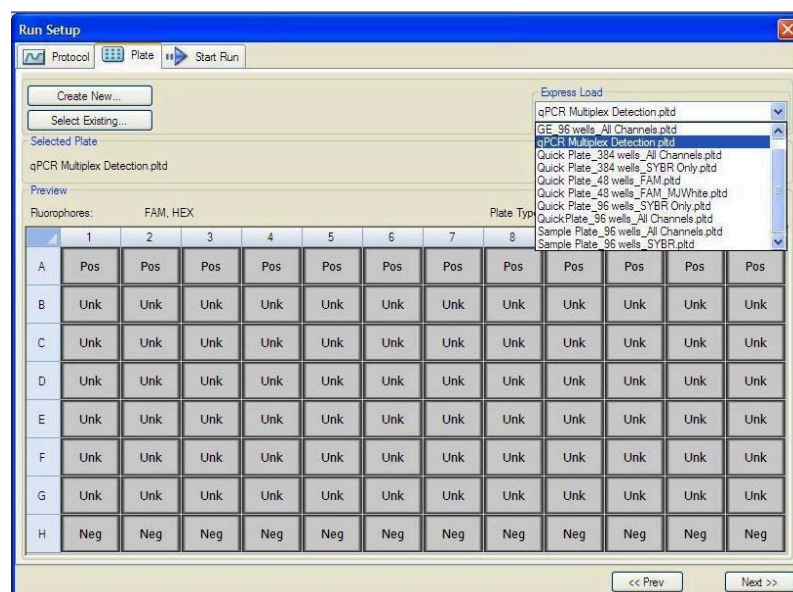 Run Setup
Protocol Plate Start Run
Create New...
Select Existing...
Express Load
qPCR Multiplex Detection.pltd
GE_96 wells_All Channels.pltd
qPCR Multiplex Detection.pltd
Quick Plate_384 wells_All Channels.pltd
Quick Plate_384 wells_SYBR Only.pltd
Quick Plate_48 wells_FAM.pltd
Quick Plate_48 wells_FAM_MJWhite.pltd
Quick Plate_96 wells_SYBR Only.pltd
QuickPlate_96 wells_All Channels.pltd
Sample Plate_96 wells_All Channels.pltd
Sample Plate_96 wells_SYBR.pltd
Selected Plate
qPCR Multiplex Detection.pltd
Preview
Fluorophores: FAM, HEX Plate Typ
1 2 3 4 5 6 7 8
A Pos Pos Pos Pos Pos Pos Pos Pos Pos Pos Pos Pos
B Unk Unk Unk Unk Unk Unk Unk Unk Unk Unk Unk Unk
C Unk Unk Unk Unk Unk Unk Unk Unk Unk Unk Unk Unk
D Unk Unk Unk Unk Unk Unk Unk Unk Unk Unk Unk Unk
E Unk Unk Unk Unk Unk Unk Unk Unk Unk Unk Unk Unk
F Unk Unk Unk Unk Unk Unk Unk Unk Unk Unk Unk Unk
G Unk Unk Unk Unk Unk Unk Unk Unk Unk Unk Unk Unk
H Neg Neg Neg Neg Neg Neg Neg Neg Neg Neg Neg Neg
<< Prev Next >>